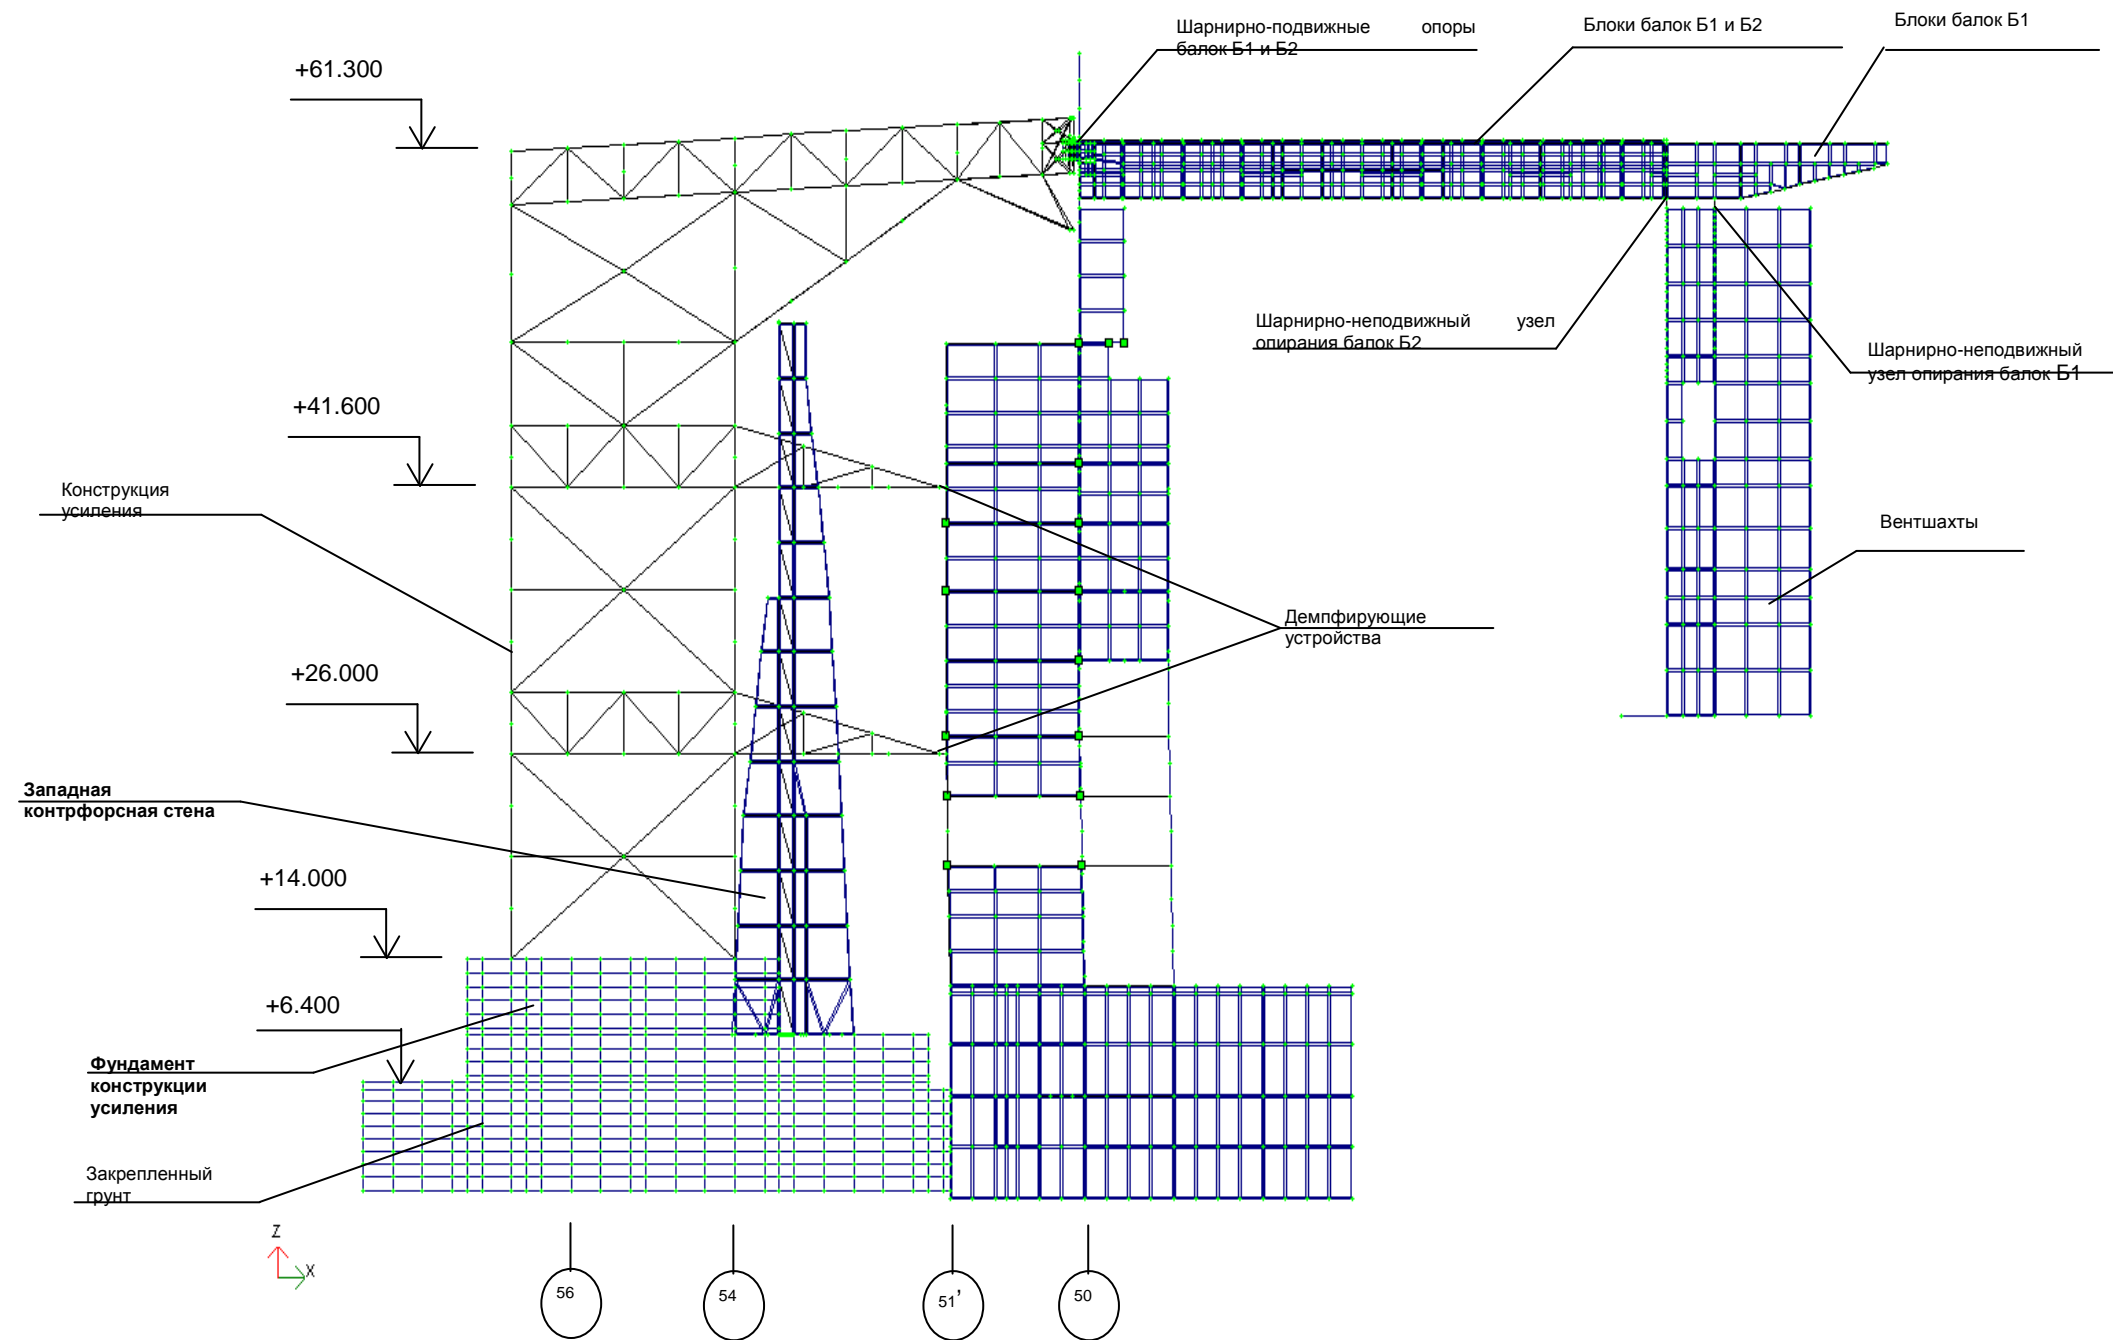 Шарнирно-подвижные опоры
балок Б1 и Б2
Блоки балок Б1 и Б2
Блоки балок Б1
+61.300
Шарнирно-неподвижный узел
опирания балок Б2
Шарнирно-неподвижный
узел опирания балок Б1
+41.600
Конструкция
усиления
Вентшахты
Демпфирующие
устройства
+26.000
Западная
контрфорсная стена
+14.000
+6.400
Фундамент
конструкции
усиления
Закрепленный
грунт
Z
X
56
54
51’
50